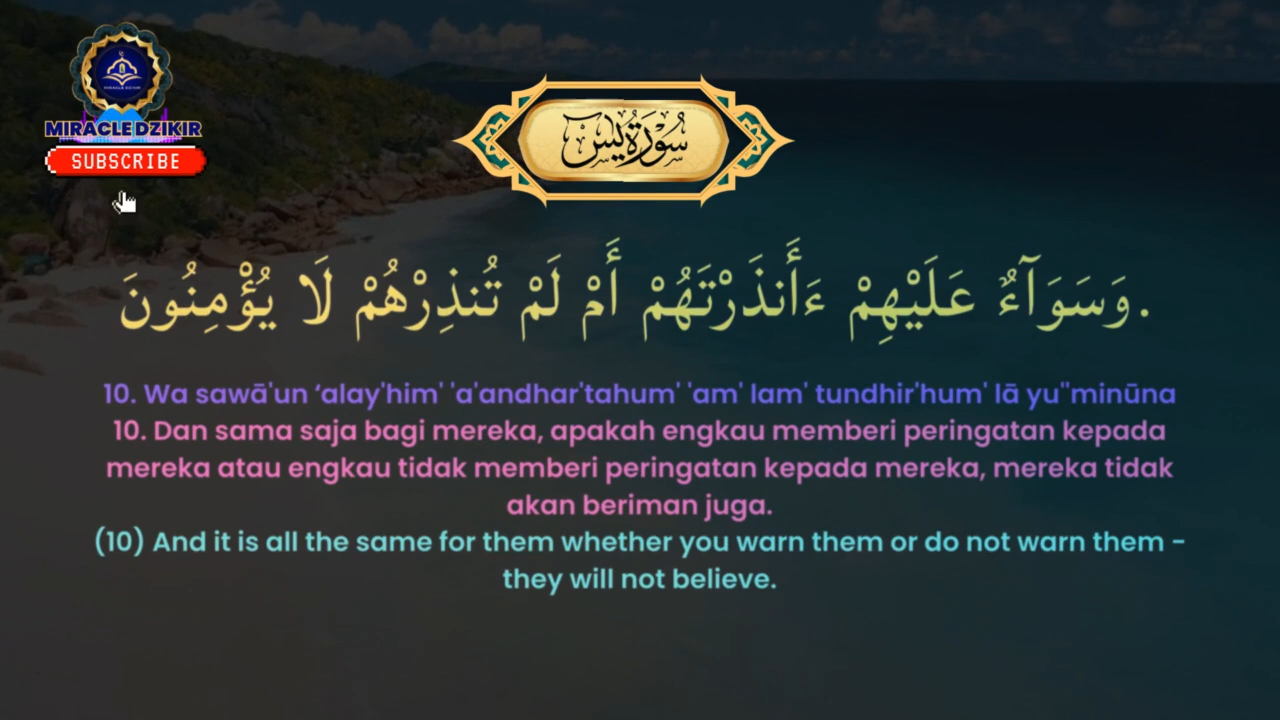 MIRACLE DZIKIR
MIRACLE DZIKIR
SUBSCRIBE
سُوْرَةُ يٰسٓ
وَسَوَآءٌ عَلَيْهِمْ ءَأَنذَرْتَهُمْ أَمْ لَمْ تُنذِرْهُمْ لَا يُؤْمِنُونَ.
10. Wa sawā'un ‘alay'him' 'a'andhar'tahum' 'am' lam' tundhir'hum' lā yu"minūna
10. Dan sama saja bagi mereka, apakah engkau memberi peringatan kepada
mereka atau engkau tidak memberi peringatan kepada mereka, mereka tidak
akan beriman juga.
(10) And it is all the same for them whether you warn them or do not warn them -
they will not believe.